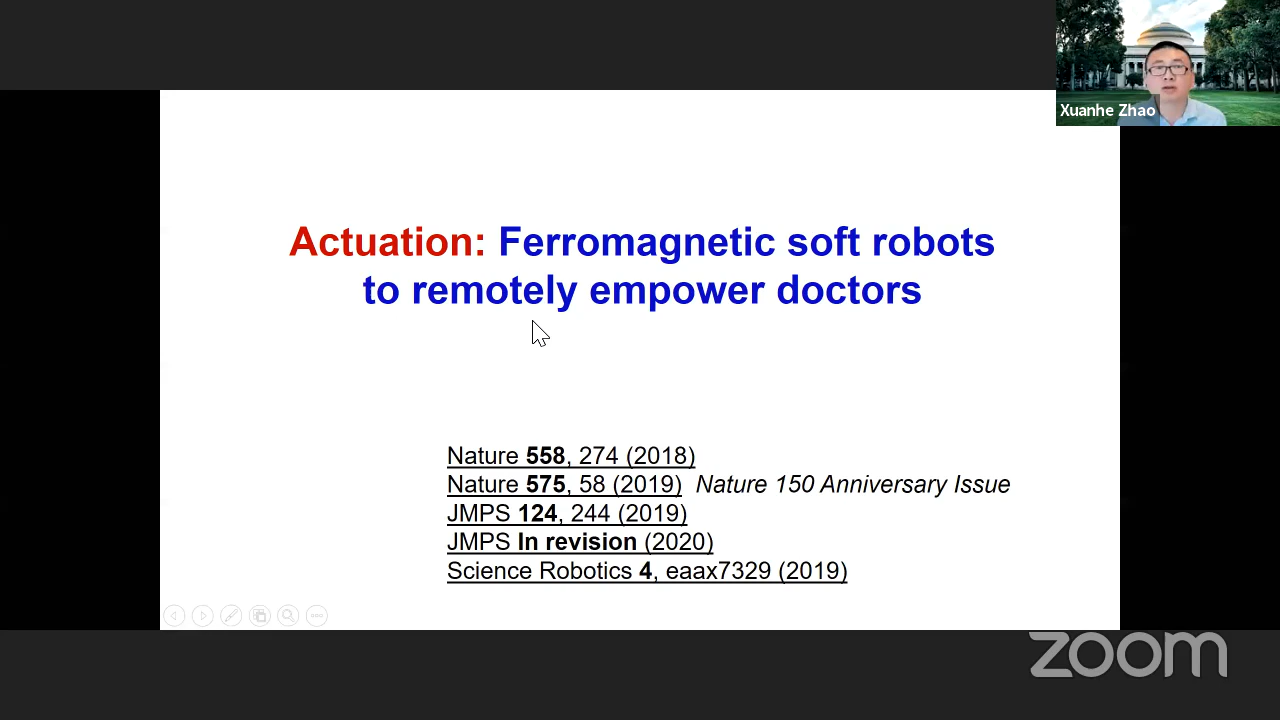 Xuanhe Zhao
Actuation: Ferromagnetic soft robots
to remotely empower doctors
Nature 558, 274 (2018)
Nature 575, 58 (2019) Nature 150 Anniversary Issue
JMPS 124, 244 (2019)
JMPS In revision (2020)
Science Robotics 4, eaax7329 (2019)
zoom